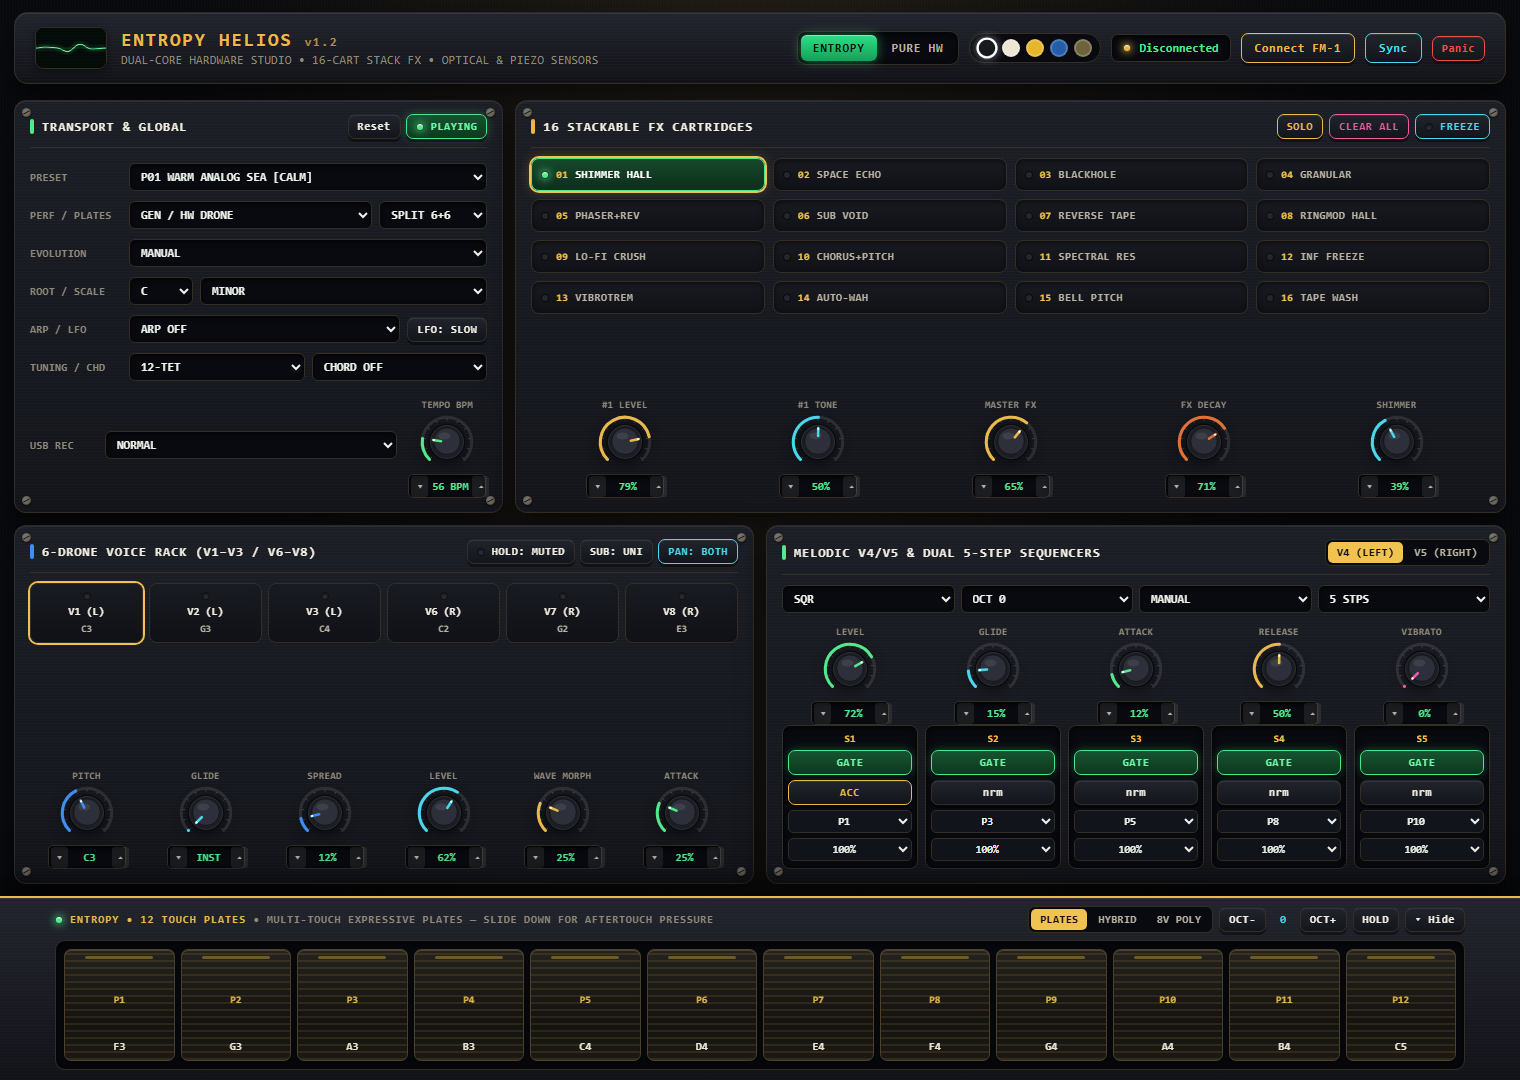 ENTROPY HELIOS v1.2
DUAL-CORE HARDWARE STUDIO • 16-CART STACK FX • OPTICAL & PIEZO SENSORS
ENTROPY PURE HW
Disconnected
Connect FM-1
Sync
Panic
TRANSPORT & GLOBAL
Reset
PLAYING
PRESET P01 WARM ANALOG SEA [CALM]
PERF / PLATES GEN / HW DRONE SPLIT 6+6
EVOLUTION MANUAL
ROOT / SCALE C MINOR
ARP / LFO ARP OFF LFO: SLOW
TUNING / CHD 12-TET CHORD OFF
TEMPO BPM
USB REC NORMAL
56 BPM
16 STACKABLE FX CARTRIDGES
SOLO CLEAR ALL FREEZE
01 SHIMMER HALL 02 SPACE ECHO 03 BLACKHOLE 04 GRANULAR
05 PHASER+REV 06 SUB VOID 07 REVERSE TAPE 08 RINGMOD HALL
09 LO-FI CRUSH 10 CHORUS+PITCH 11 SPECTRAL RES 12 INF FREEZE
13 VIBROTREM 14 AUTO-WAH 15 BELL PITCH 16 TAPE WASH
#1 LEVEL #1 TONE MASTER FX FX DECAY SHIMMER
79% 50% 65% 71% 39%
6-DRONE VOICE RACK (V1-V3 / V6-V8)
HOLD: MUTED SUB: UNI PAN: BOTH
V1 (L) V2 (L) V3 (L) V6 (R) V7 (R) V8 (R)
C3 G3 C4 C2 G2 E3
PITCH GLIDE SPREAD LEVEL WAVE MORPH ATTACK
C3 INST 12% 62% 25% 25%
MELODIC V4/V5 & DUAL 5-STEP SEQUENCERS
V4 (LEFT) V5 (RIGHT)
SQR OCT 0 MANUAL 5 STPS
LEVEL GLIDE ATTACK RELEASE VIBRATO
72% 15% 12% 50% 0%
S1 S2 S3 S4 S5
GATE GATE GATE GATE GATE
ACC nrm nrm nrm nrm
P1 P3 P5 P8 P10
100% 100% 100% 100% 100%
ENTROPY • 12 TOUCH PLATES • MULTI-TOUCH EXPRESSIVE PLATES — SLIDE DOWN FOR AFTERTOUCH PRESSURE
PLATES HYBRID 8V POLY OCT- 0 OCT+ HOLD Hide
P1 P2 P3 P4 P5 P6 P7 P8 P9 P10 P11 P12
F3 G3 A3 B3 C4 D4 E4 F4 G4 A4 B4 C5